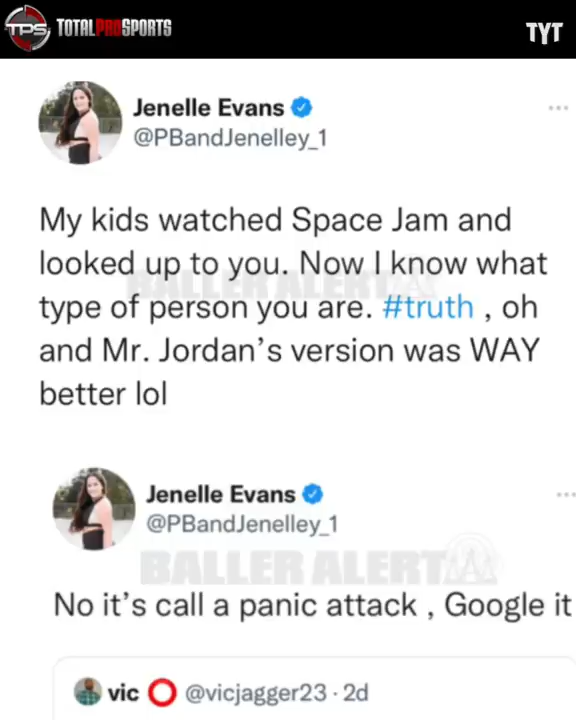 TPS TOTALPROSPORTS
TYT
Jenelle Evans
@PBandJenelley_1
My kids watched Space Jam and
looked up to you. Now I know what
type of person you are. #truth , oh
and Mr. Jordan's version was WAY
better lol
BALLER ALERT
Jenelle Evans
@PBandJenelley_1
BALLER ALERT
No it's call a panic attack , Google it
vic ⭕ @vicjagger23 · 2d